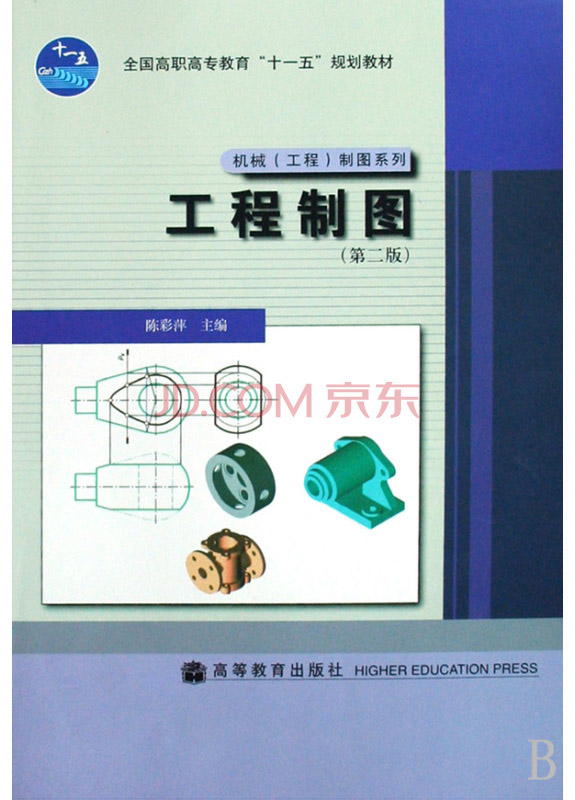 十一五
全国高职高专教育“十一五”规划教材
机械(工程)制图系列
工程制图
(第二版)
陈彩萍 主编
JD.COM 京东
高等教育出版社 HIGHER EDUCATION PRESS
B